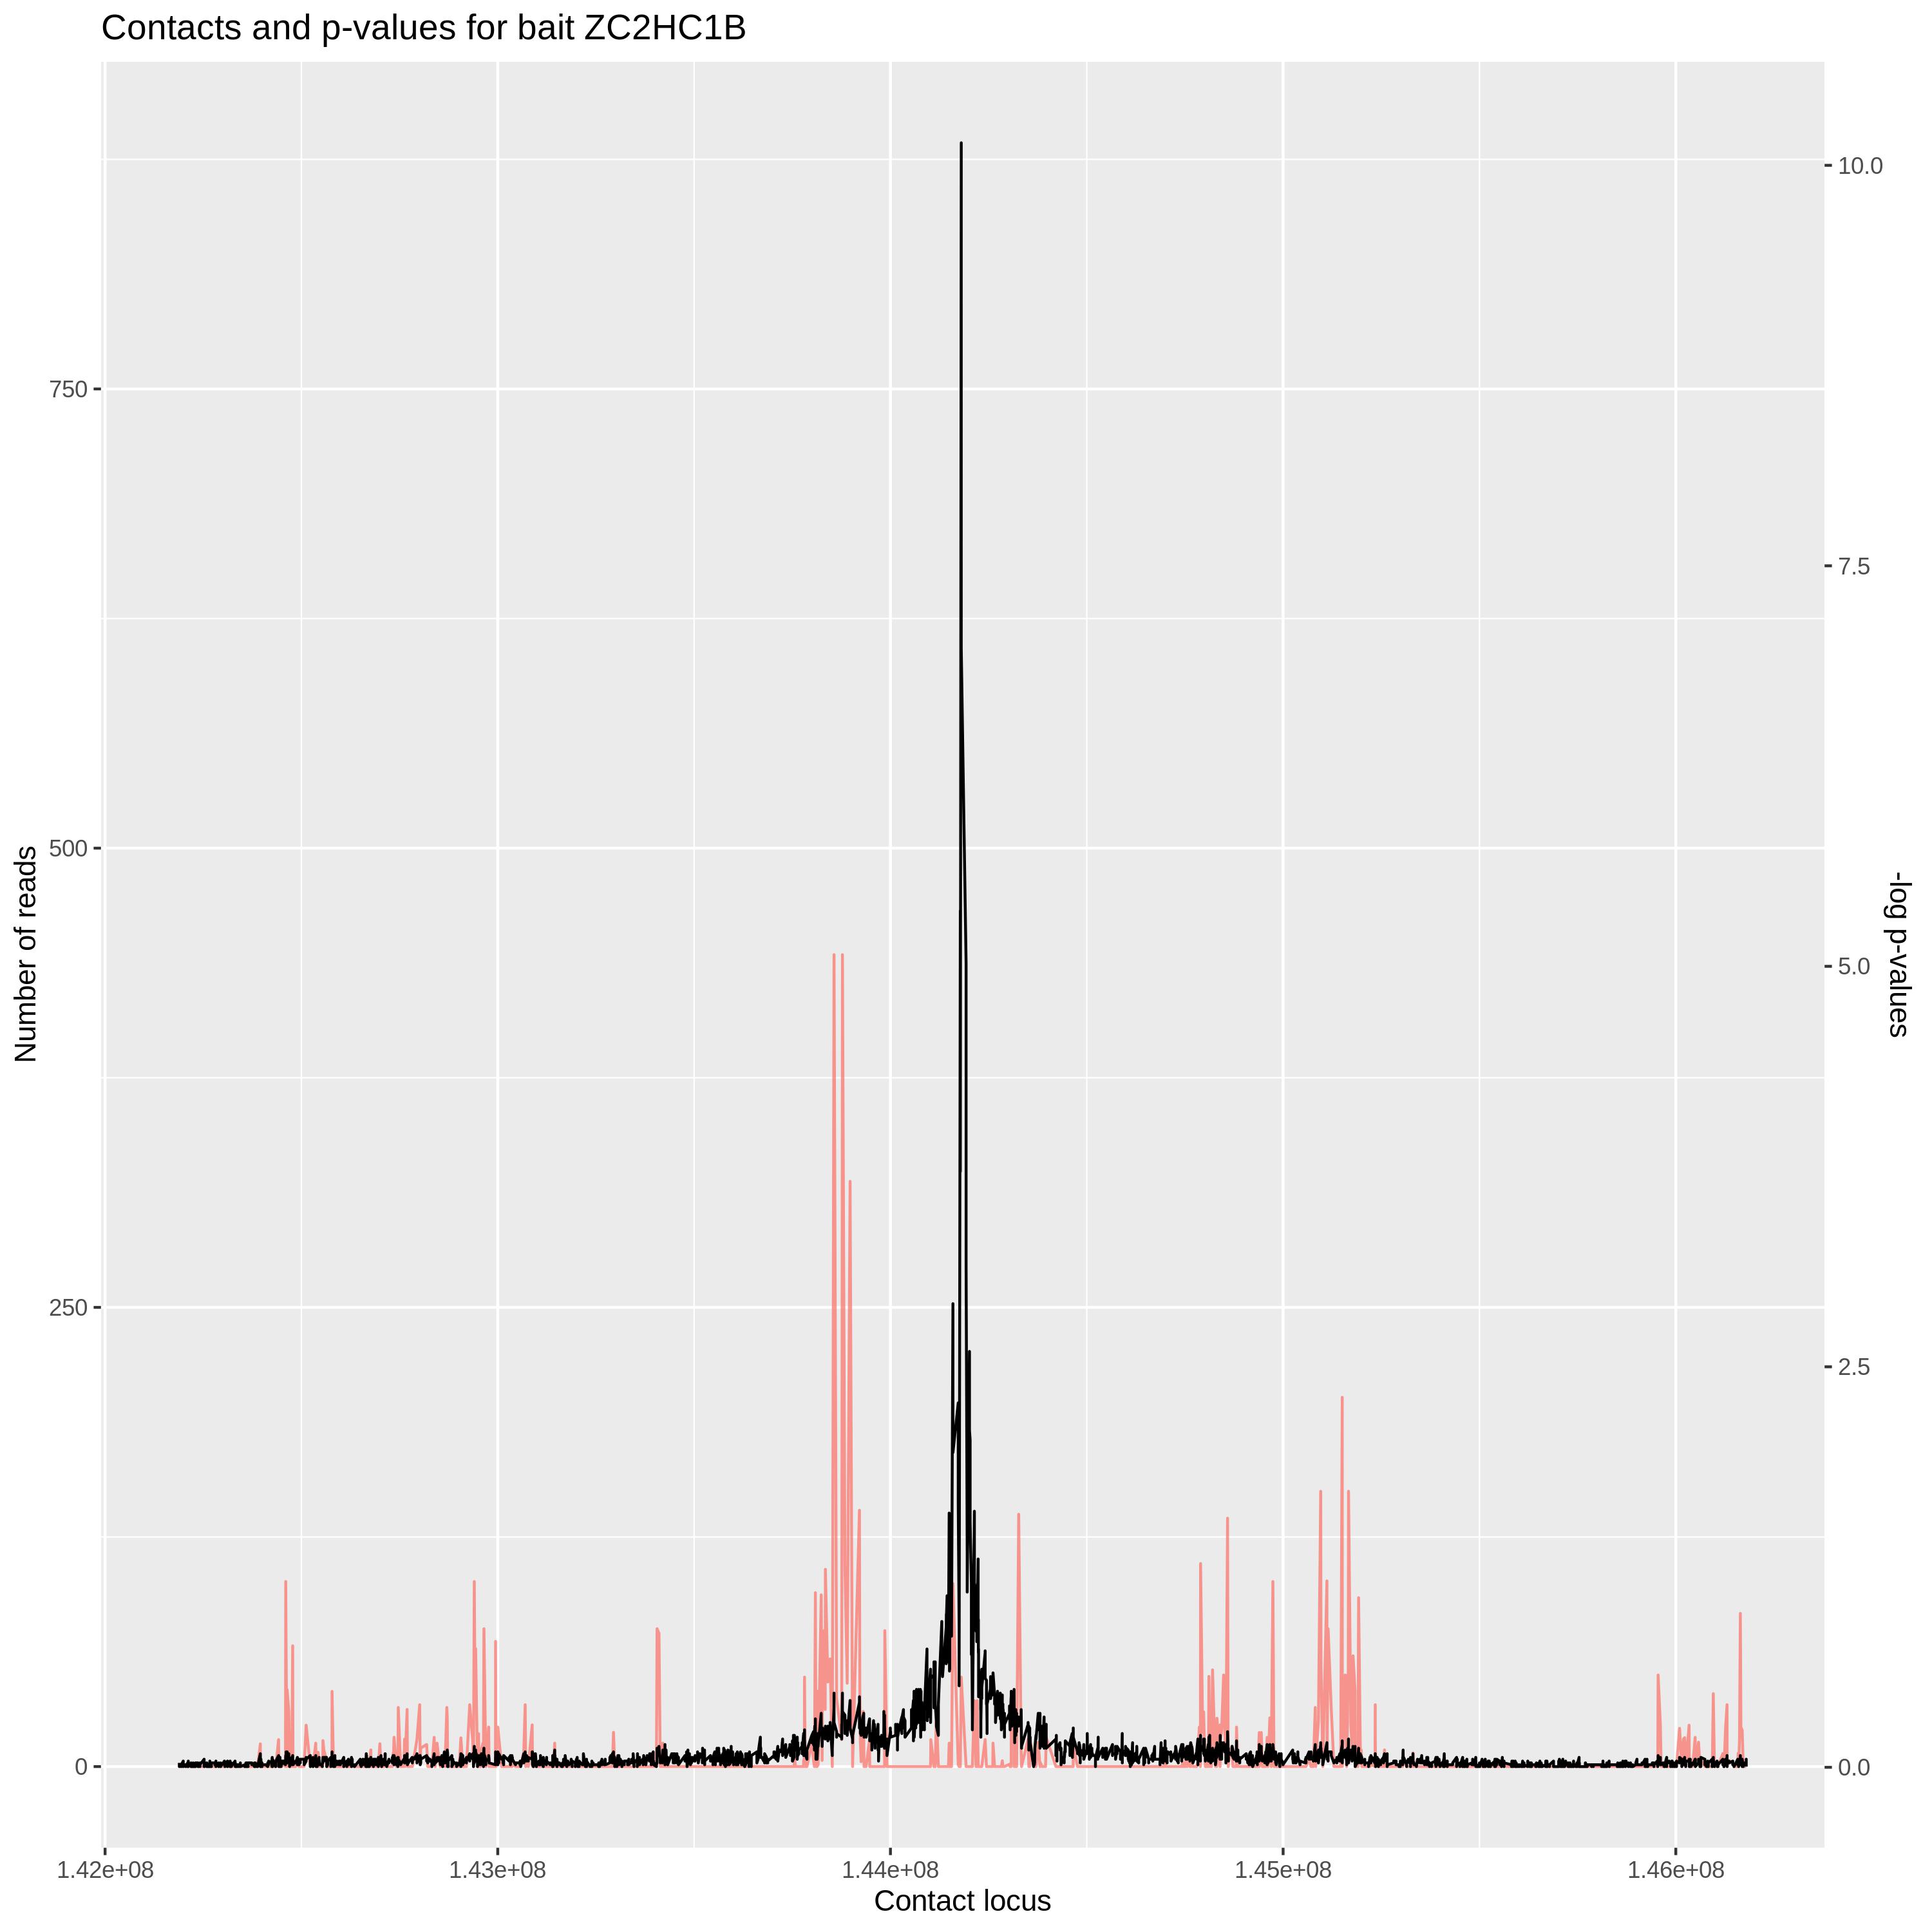 Contacts and p-values for bait ZC2HC1B
Number of reads
750
500
250
0
10.0
7.5
5.0
2.5
0.0
-log p-values
1.42e+08
1.43e+08
1.44e+08
1.45e+08
1.46e+08
Contact locus